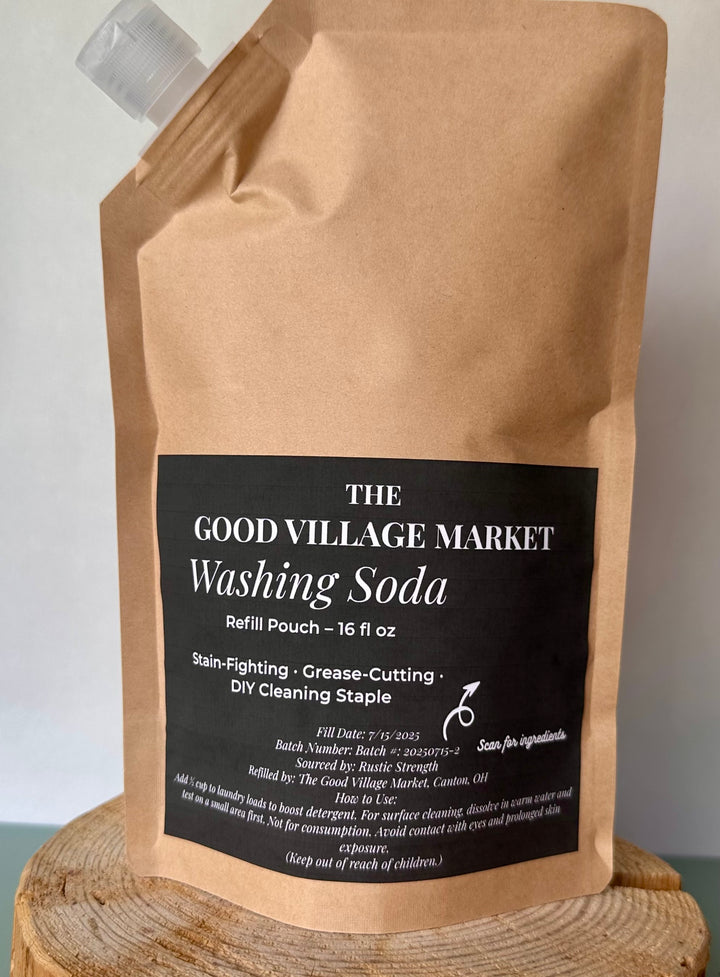 THE
GOOD VILLAGE MARKET
Washing Soda
Refill Pouch – 16 fl oz
Stain-Fighting · Grease-Cutting ·
DIY Cleaning Staple
Scan for ingredients
Fill Date: 7/15/2025
Batch Number: Batch #: 20250715-2
Sourced by: Rustic Strength
Refilled by: The Good Village Market, Canton, OH
How to Use:
Add ½ cup to laundry loads to boost detergent. For surface cleaning, dissolve in warm water and
test on a small area first. Not for consumption. Avoid contact with eyes and prolonged skin
exposure.
(Keep out of reach of children.)